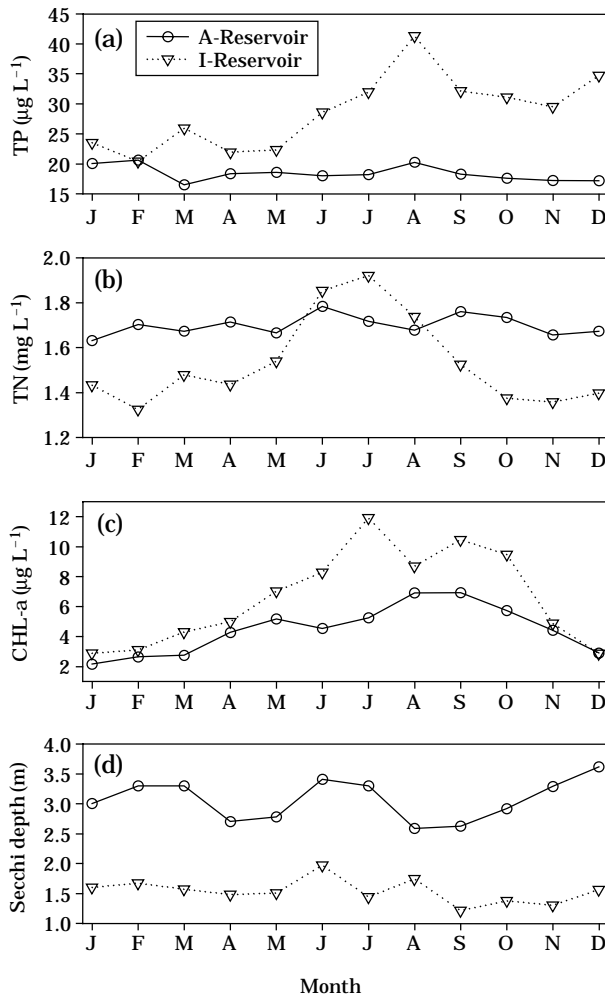 (a)
A-Reservoir
I-Reservoir
TP (µg L⁻¹)
45
40
35
30
25
20
15
J F M A M J J A S O N D
(b)
TN (mg L⁻¹)
2.0
1.8
1.6
1.4
1.2
J F M A M J J A S O N D
(c)
CHL-a (µg L⁻¹)
12
10
8
6
4
2
J F M A M J J A S O N D
(d)
Secchi depth (m)
4.0
3.5
3.0
2.5
2.0
1.5
1.0
J F M A M J J A S O N D
Month